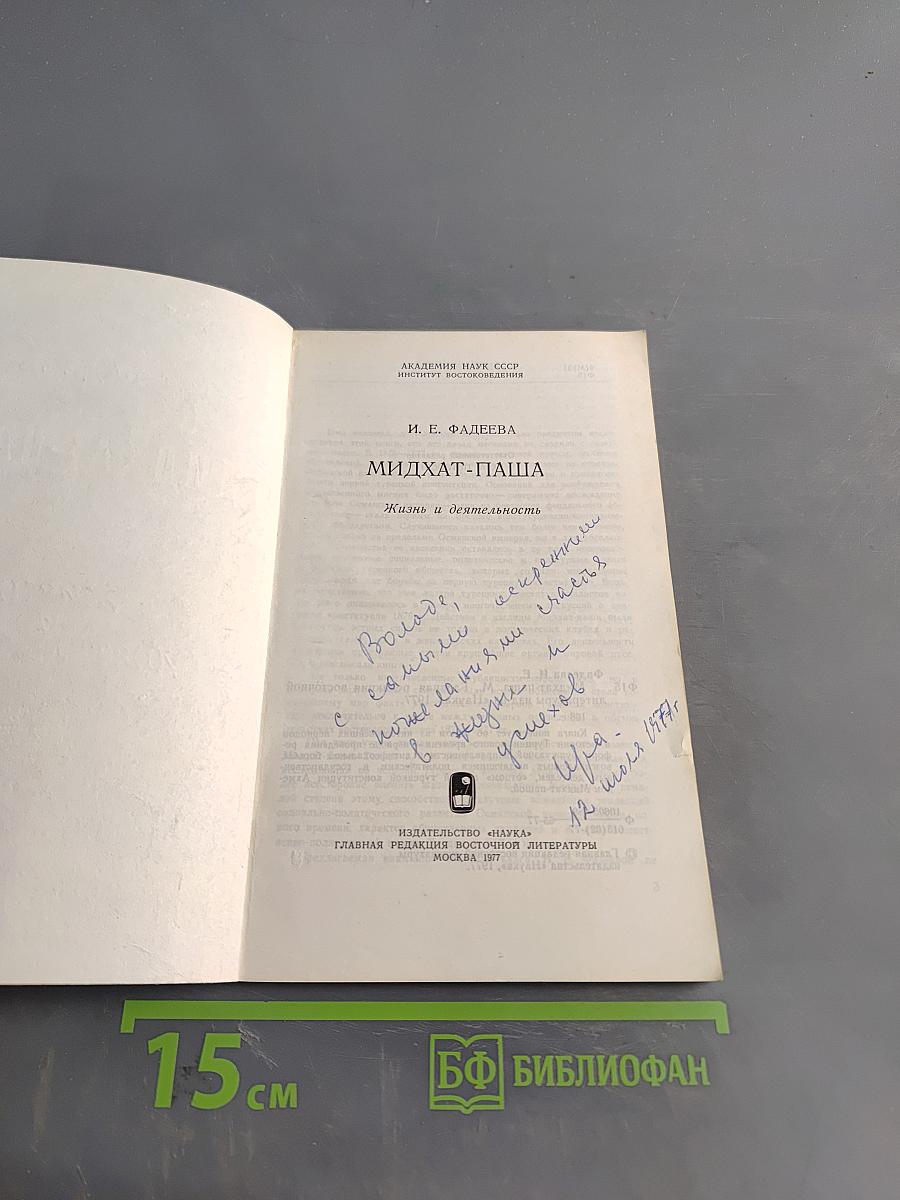 АКАДЕМИЯ НАУК СССР
ИНСТИТУТ ВОСТОКОВЕДЕНИЯ
И. Е. ФАДЕЕВА
МИДХАТ-ПАША
Жизнь и деятельность
Володе,
с самыми искренними
пожеланиями счастья
в жизни и
успехов
Ира.
12 июля 1977г
ИЗДАТЕЛЬСТВО «НАУКА»
ГЛАВНАЯ РЕДАКЦИЯ ВОСТОЧНОЙ ЛИТЕРАТУРЫ
МОСКВА 1977
15 см
БФ БИБЛИОФАН